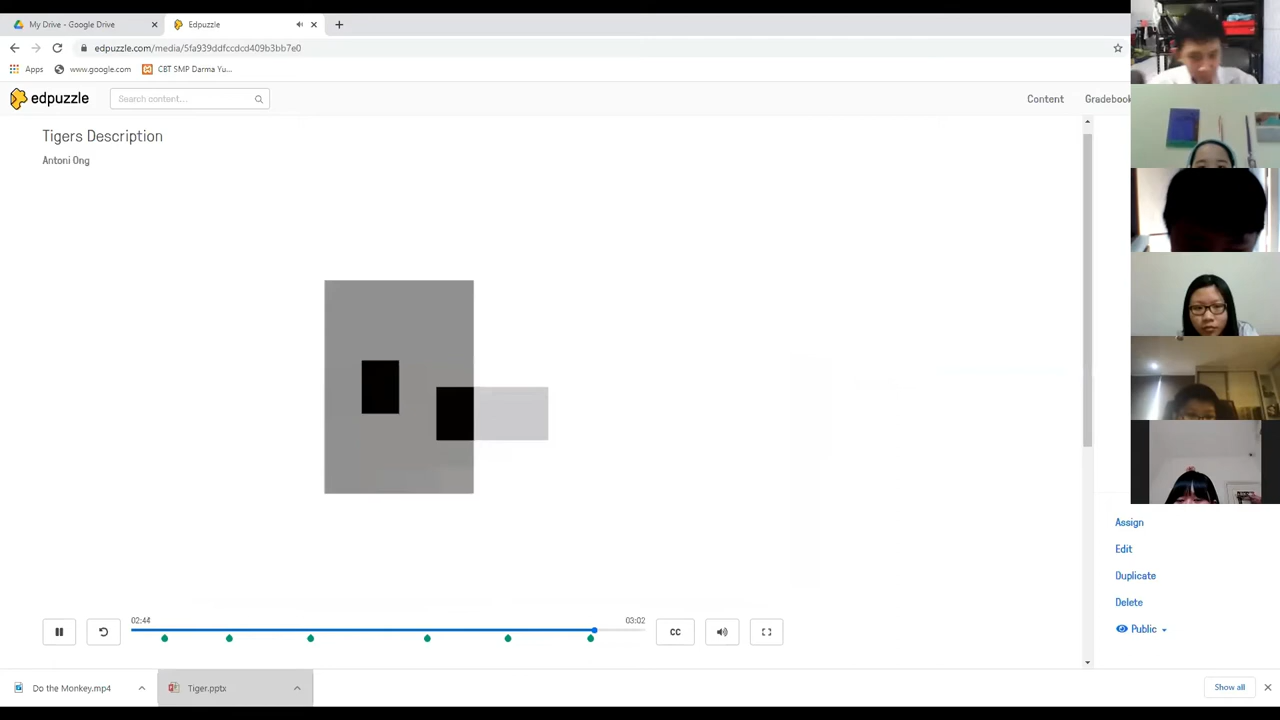 My Drive - Google Drive
Edpuzzle
edpuzzle.com/media/5fa939ddfccdcd409b3bb7e0
Apps
www.google.com
CBT SMP Darma Yu...
edpuzzle
Search content...
Content
Gradebook
Tigers Description
Antoni Ong
Assign
Edit
Duplicate
Delete
Public
02:44
03:02
CC
Do the Monkey.mp4
Tiger.pptx
Show all